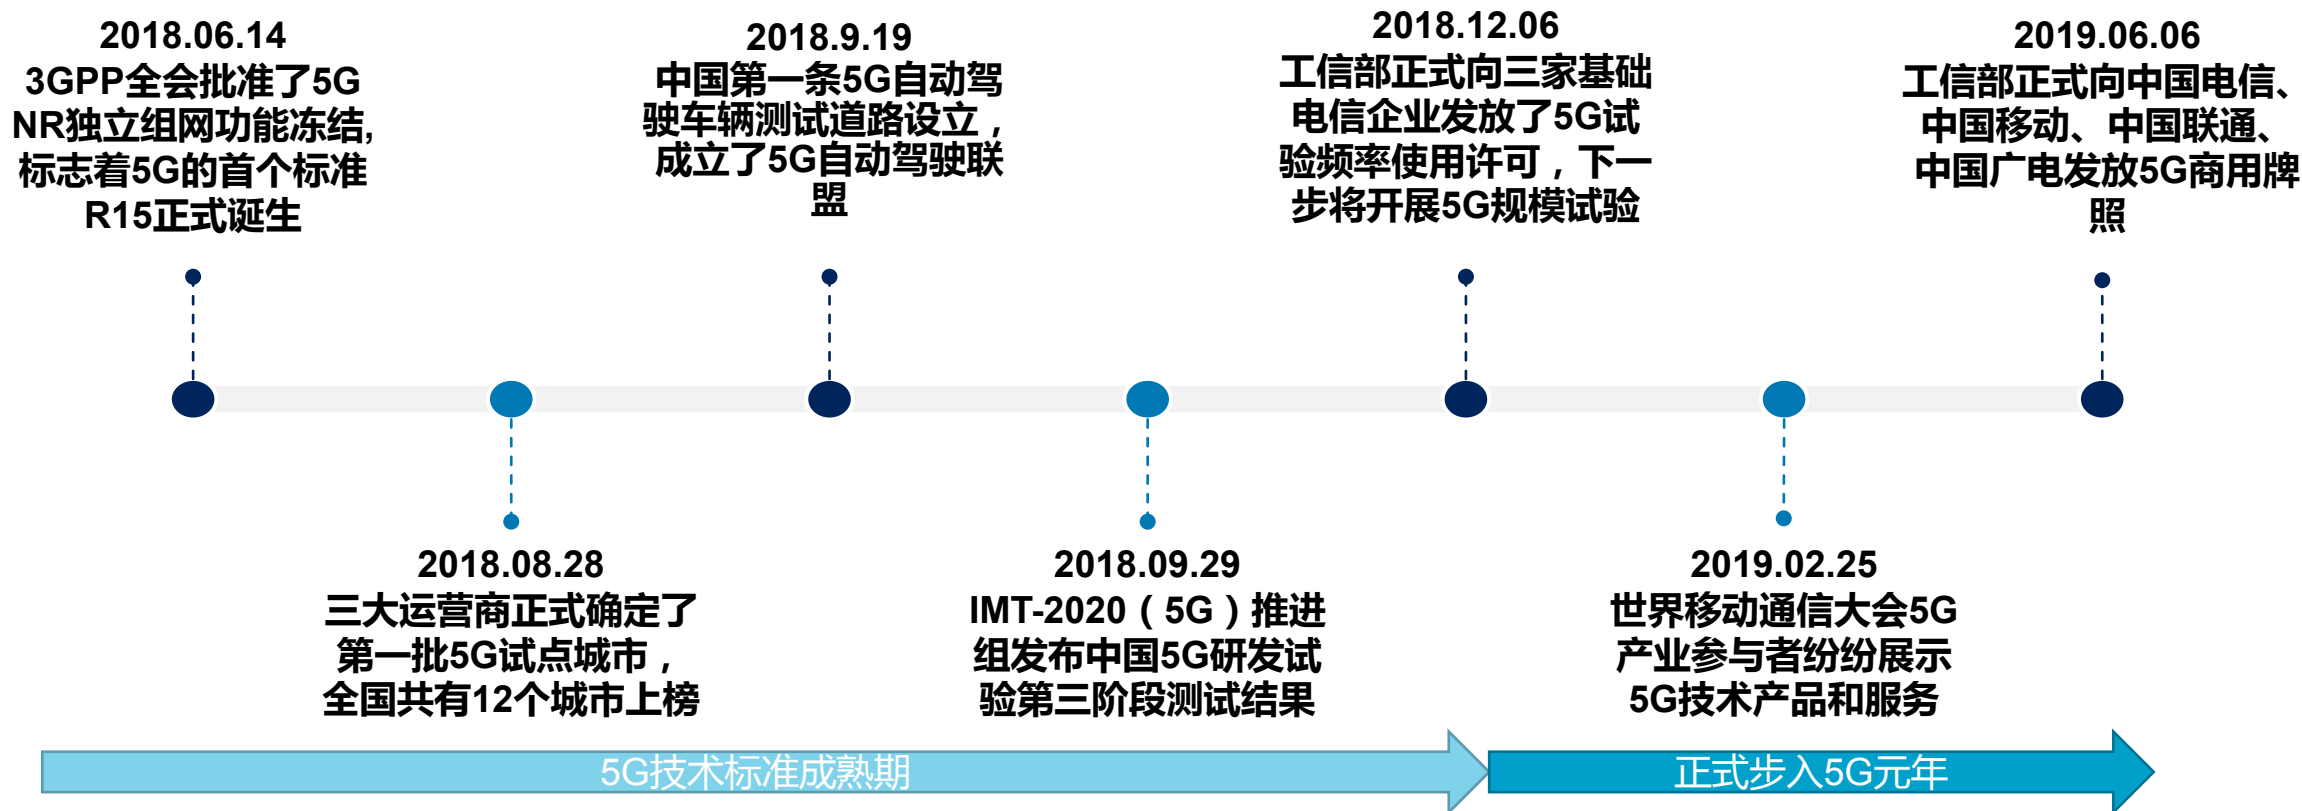 2018.06.14
3GPP全会批准了5G
NR独立组网功能冻结,
标志着5G的首个标准
R15正式诞生
2018.08.28
三大运营商正式确定了
第一批5G试点城市，
全国共有12个城市上榜
2018.9.19
中国第一条5G自动驾
驶车辆测试道路设立，
成立了5G自动驾驶联
盟
2018.09.29
IMT-2020（5G）推进
组发布中国5G研发试
验第三阶段测试结果
2018.12.06
工信部正式向三家基础
电信企业发放了5G试
验频率使用许可，下一
步将开展5G规模试验
2019.02.25
世界移动通信大会5G
产业参与者纷纷展示
5G技术产品和服务
2019.06.06
工信部正式向中国电信、
中国移动、中国联通、
中国广电发放5G商用牌
照
5G技术标准成熟期
正式步入5G元年